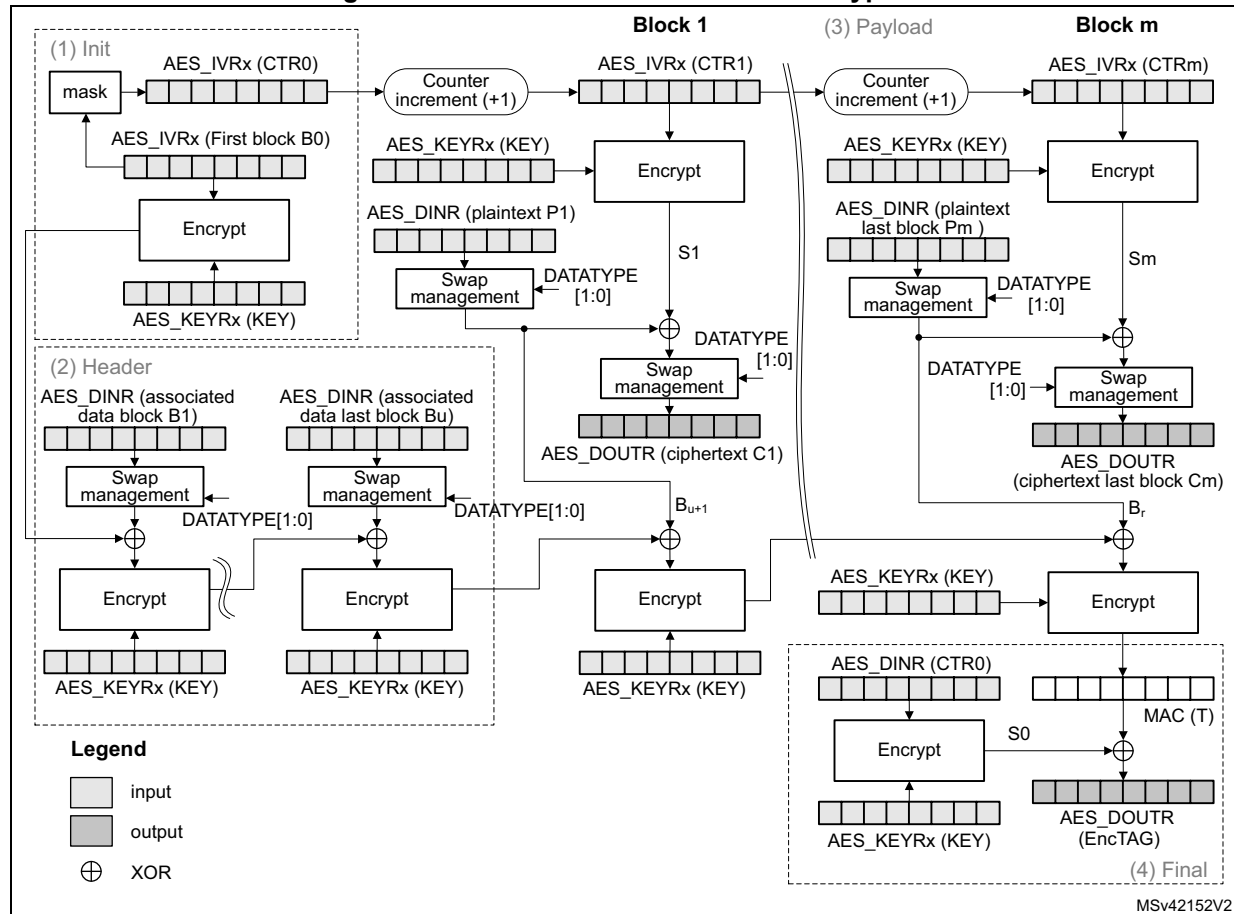 Block 1
(3) Payload
Block m
(1) Init
mask
AES_IVRx (CTR0)
Counter
increment (+1)
AES_IVRx (CTR1)
Counter
increment (+1)
AES_IVRx (CTRm)
AES_IVRx (First block B0)
Encrypt
AES_KEYRx (KEY)
AES_KEYRx (KEY)
Encrypt
AES_KEYRx (KEY)
Encrypt
AES_DINR (plaintext P1)
Swap
management
DATATYPE
[1:0]
S1
DATATYPE
[1:0]
Swap
management
AES_DOUTR (ciphertext C1)
AES_DINR (plaintext
last block Pm )
Swap
management
DATATYPE
[1:0]
Sm
DATATYPE
[1:0]
Swap
management
AES_DOUTR
(ciphertext last block Cm)
(2) Header
AES_DINR (associated
data block B1)
Swap
management
DATATYPE[1:0]
Encrypt
AES_KEYRx (KEY)
AES_DINR (associated
data last block Bu)
Swap
management
DATATYPE[1:0]
Encrypt
AES_KEYRx (KEY)
Bu+1
Encrypt
AES_KEYRx (KEY)
Br
AES_KEYRx (KEY)
Encrypt
AES_DINR (CTR0)
Encrypt
S0
AES_KEYRx (KEY)
MAC (T)
AES_DOUTR
(EncTAG)
(4) Final
Legend
input
output
XOR
MSv42152V2